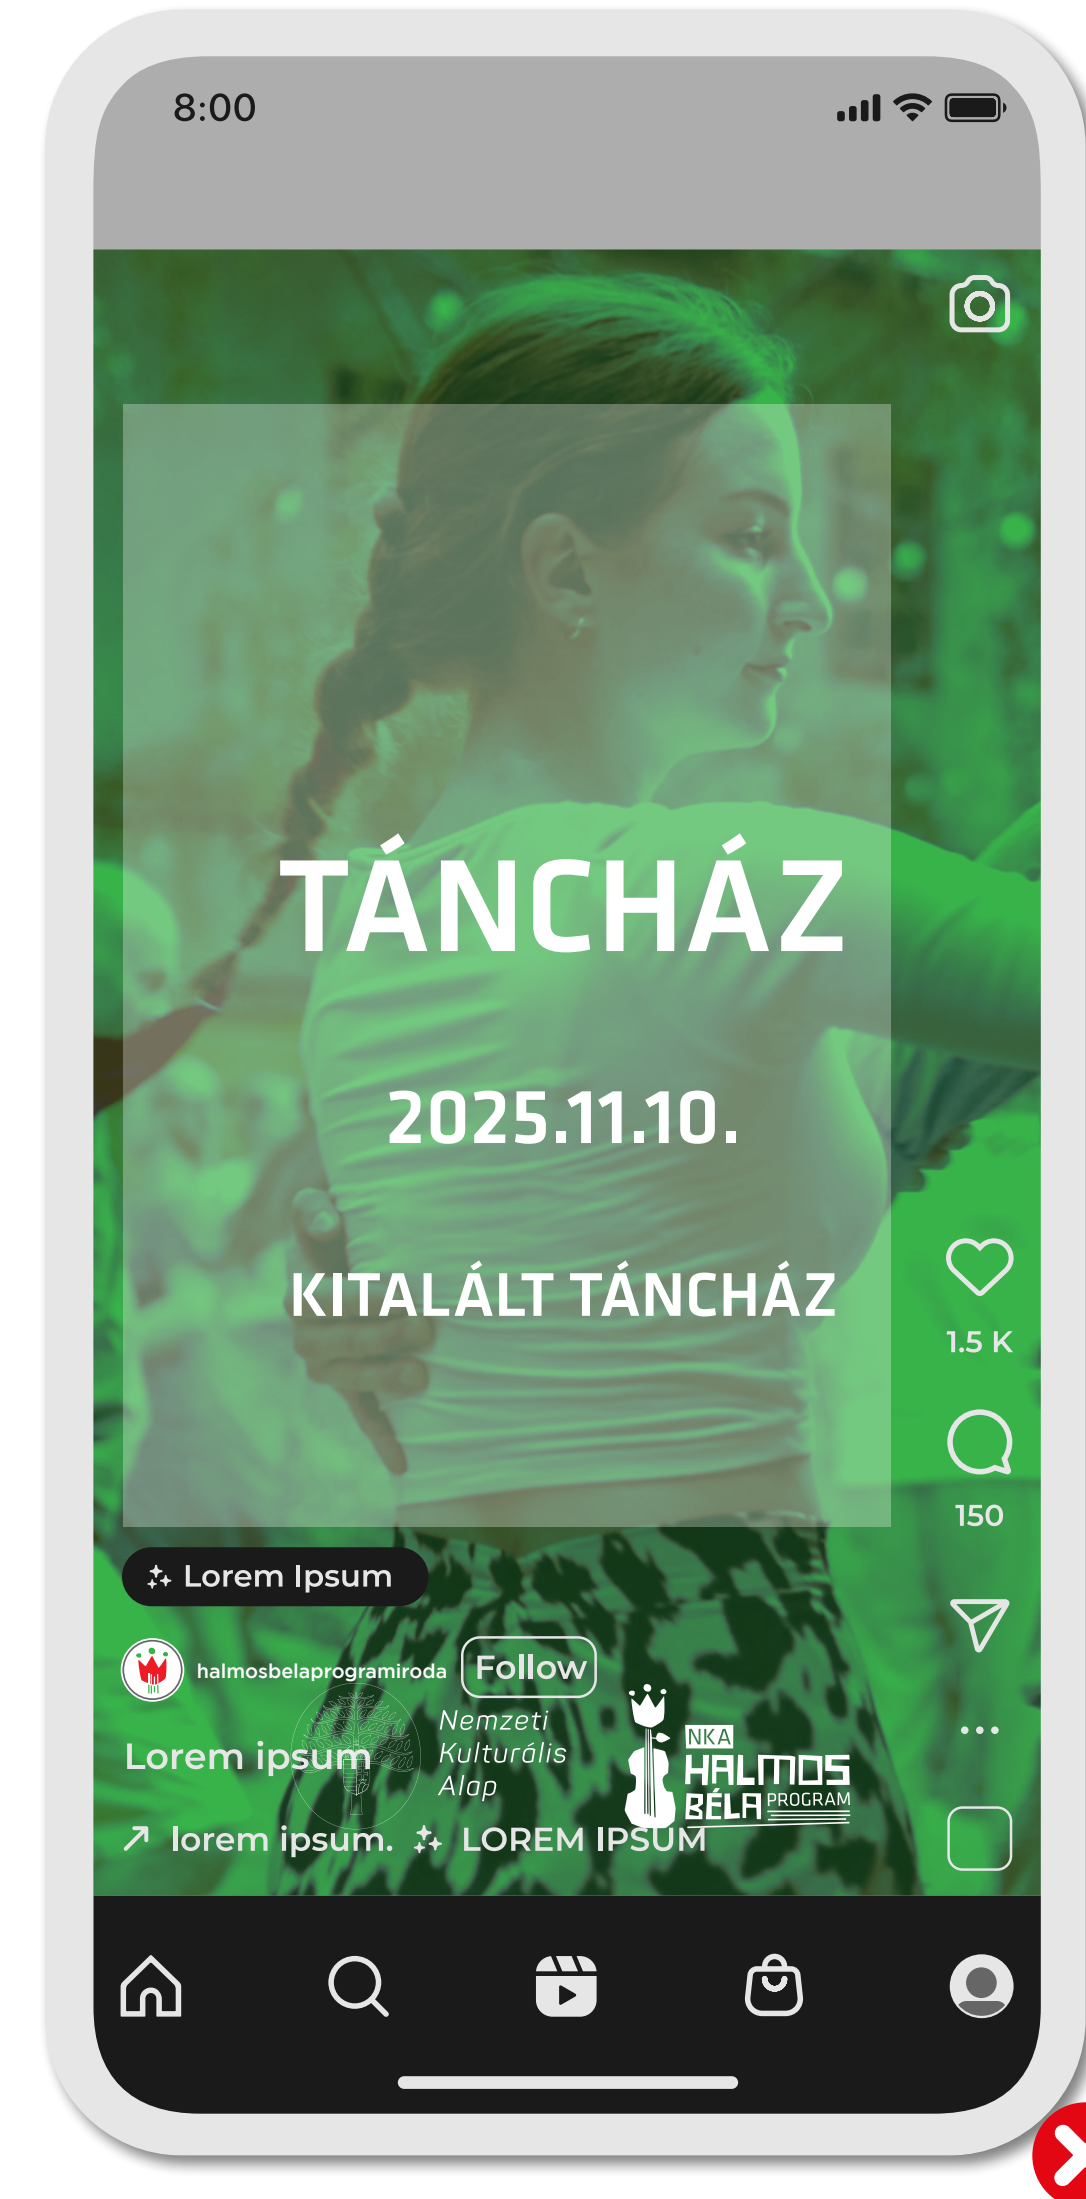 8:00
TÁNCHÁZ
2025.11.10.
KITALÁLT TÁNCHÁZ
1.5 K
150
Lorem Ipsum
halmosbelaprogramiroda
Follow
Nemzeti
Kulturális
Alap
NKA
HALMOS
BÉLA PROGRAM
Lorem ipsum
lorem ipsum.
LOREM IPSUM